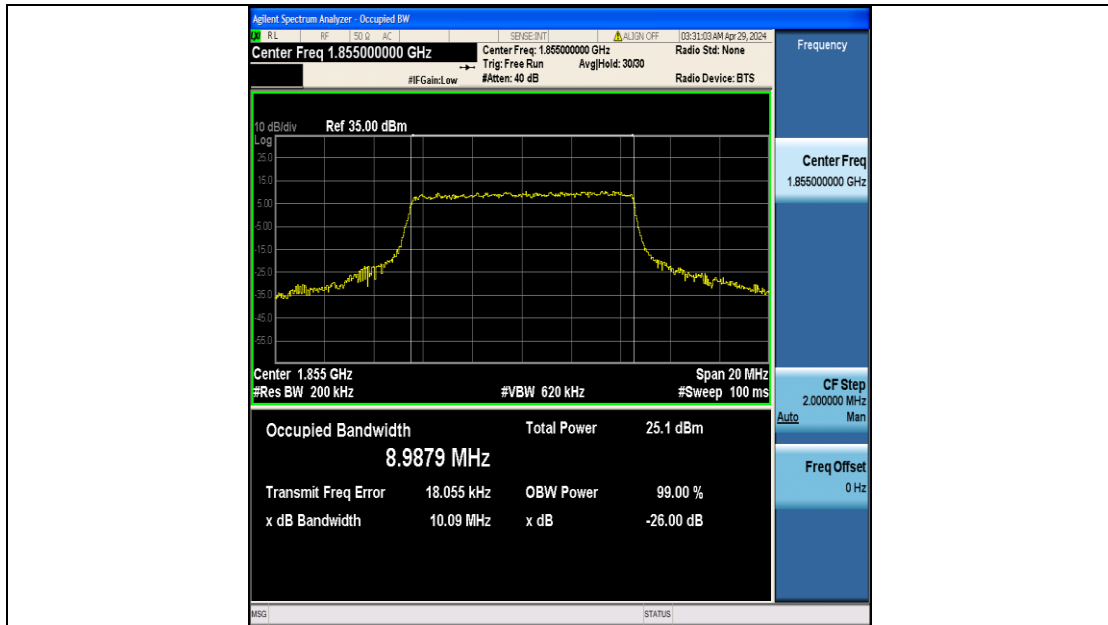 Agilent Spectrum Analyzer - Occupied BW
RL RF 50 Ω AC SENSE:INT ALIGN OFF 03:31:03 AM Apr 29, 2024
Center Freq 1.855000000 GHz
Center Freq: 1.855000000 GHz Radio Std: None
Trig: Free Run Avg|Hold: 30/30
#IFGain:Low #Atten: 40 dB Radio Device: BTS
10 dB/div Ref 35.00 dBm
Log
25.0
15.0
5.00
-5.00
-15.0
-25.0
-35.0
-45.0
-55.0
Center 1.855 GHz Span 20 MHz
#Res BW 200 kHz #VBW 620 kHz #Sweep 100 ms
Occupied Bandwidth Total Power 25.1 dBm
8.9879 MHz
Transmit Freq Error 18.055 kHz OBW Power 99.00 %
x dB Bandwidth 10.09 MHz x dB -26.00 dB
MSG STATUS
Frequency
Center Freq
1.855000000 GHz
CF Step
2.000000 MHz
Auto Man
Freq Offset
0 Hz